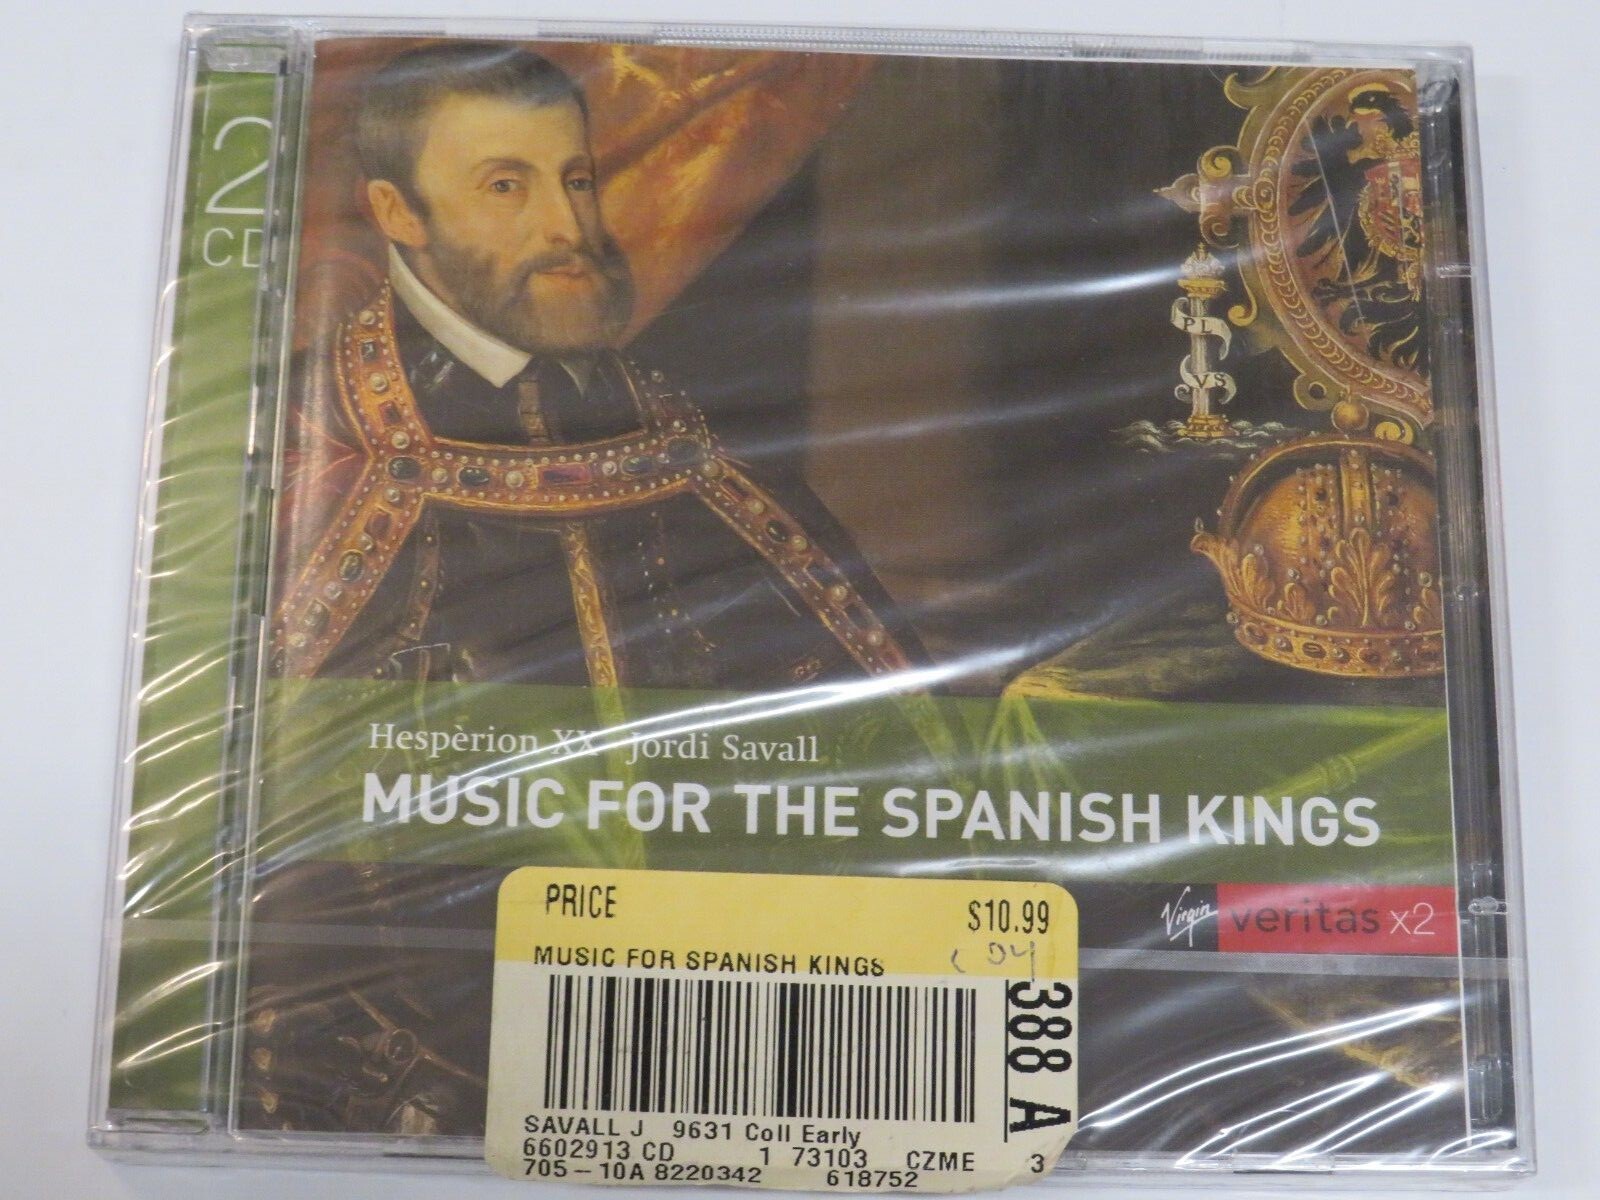 2
CD
PL
VS
Hespèrion XX · Jordi Savall
MUSIC FOR THE SPANISH KINGS
Virgin veritas x2
PRICE $10.99
MUSIC FOR SPANISH KINGS
388 A
SAVALL J 9631 Coll Early
6602913 CD 1 73103 CZME 3
705-10A 8220342 618752